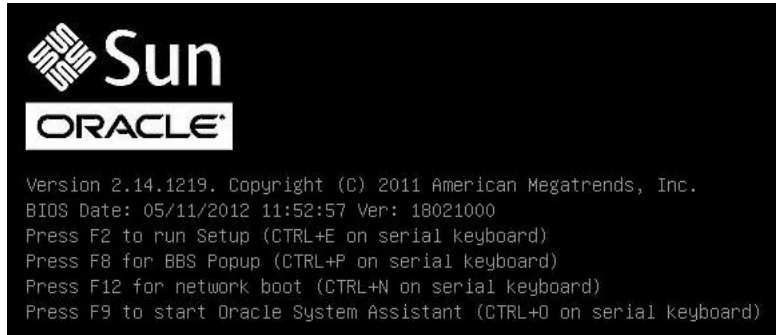 Sun
ORACLE
Version 2.14.1219. Copyright (C) 2011 American Megatrends, Inc.
BIOS Date: 05/11/2012 11:52:57 Ver: 18021000
Press F2 to run Setup (CTRL+E on serial keyboard)
Press F8 for BBS Popup (CTRL+P on serial keyboard)
Press F12 for network boot (CTRL+N on serial keyboard)
Press F9 to start Oracle System Assistant (CTRL+O on serial keyboard)